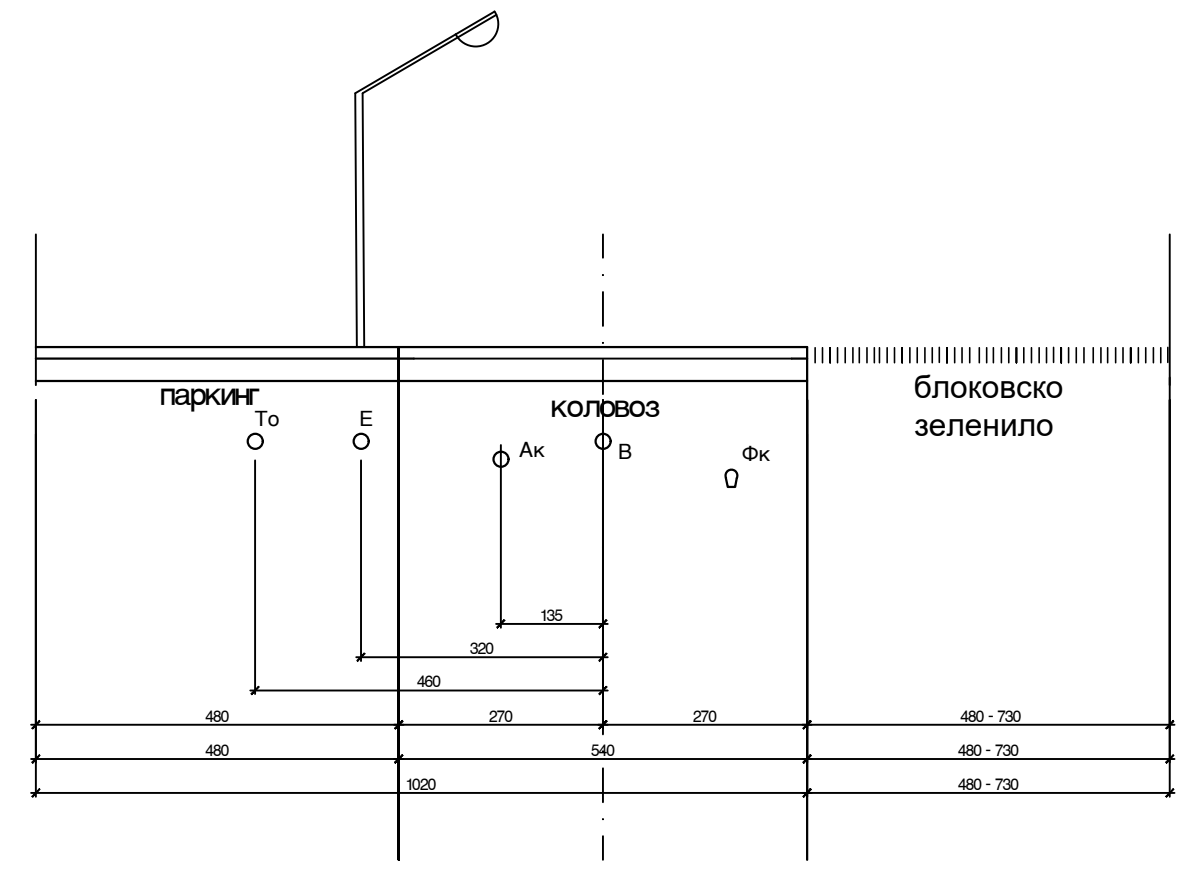 паркинг
коловоз
блоковско
зеленило
То
Е
Ак
В
Фк
135
320
460
480
270
270
480 - 730
480
540
480 - 730
1020
480 - 730